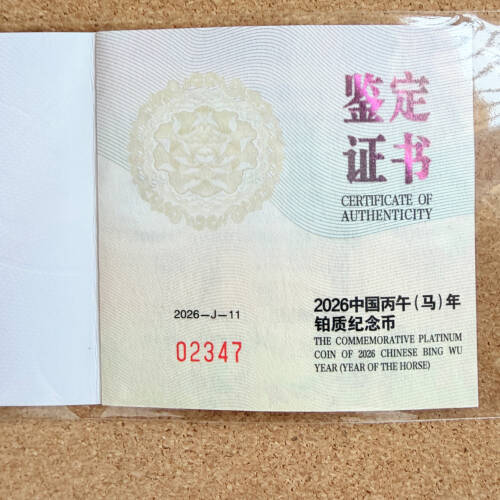 鉴定
证书
CERTIFICATE OF
AUTHENTICITY
2026-J-11
02347
2026中国丙午(马)年
铂质纪念币
THE COMMEMORATIVE PLATINUM
COIN OF 2026 CHINESE BING WU
YEAR (YEAR OF THE HORSE)